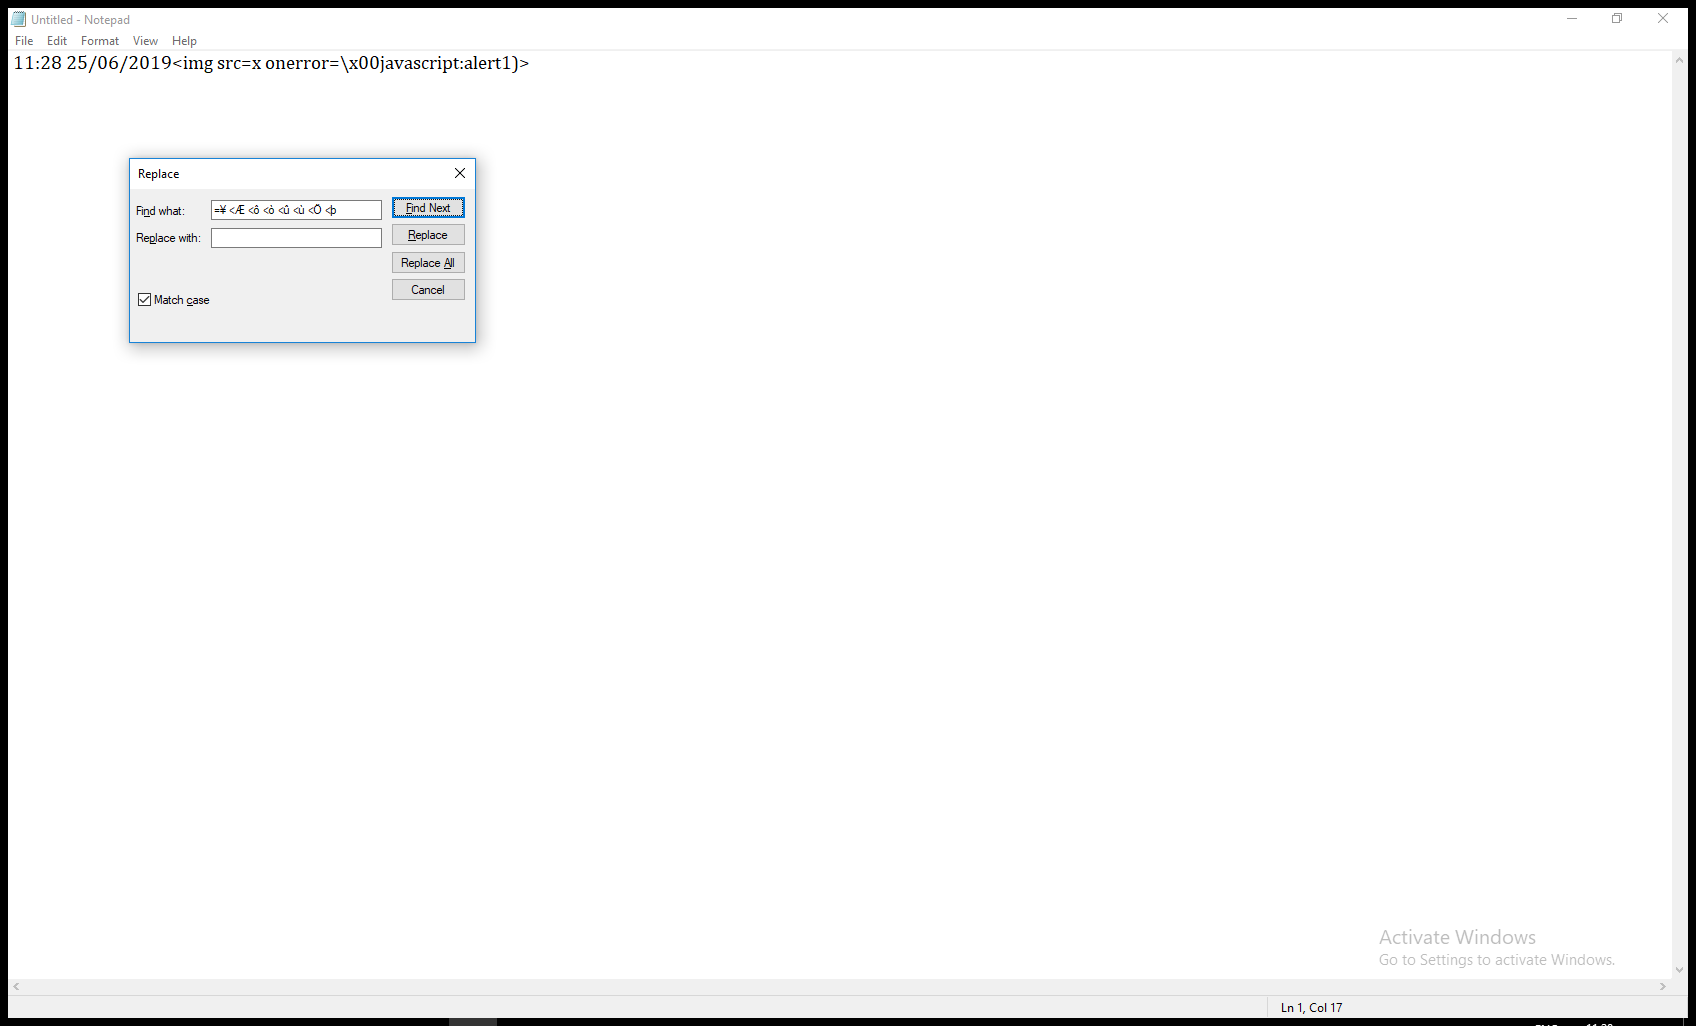 Untitled - Notepad
File Edit Format View Help
11:28 25/06/2019<img src=x onerror=\x00javascript:alert1)>
Replace
Find what: =¥ <Æ <ô <ò <û <ù <Ö <þ Find Next
Replace with: Replace
Replace All
Cancel
Match case
Activate Windows
Go to Settings to activate Windows.
Ln 1, Col 17